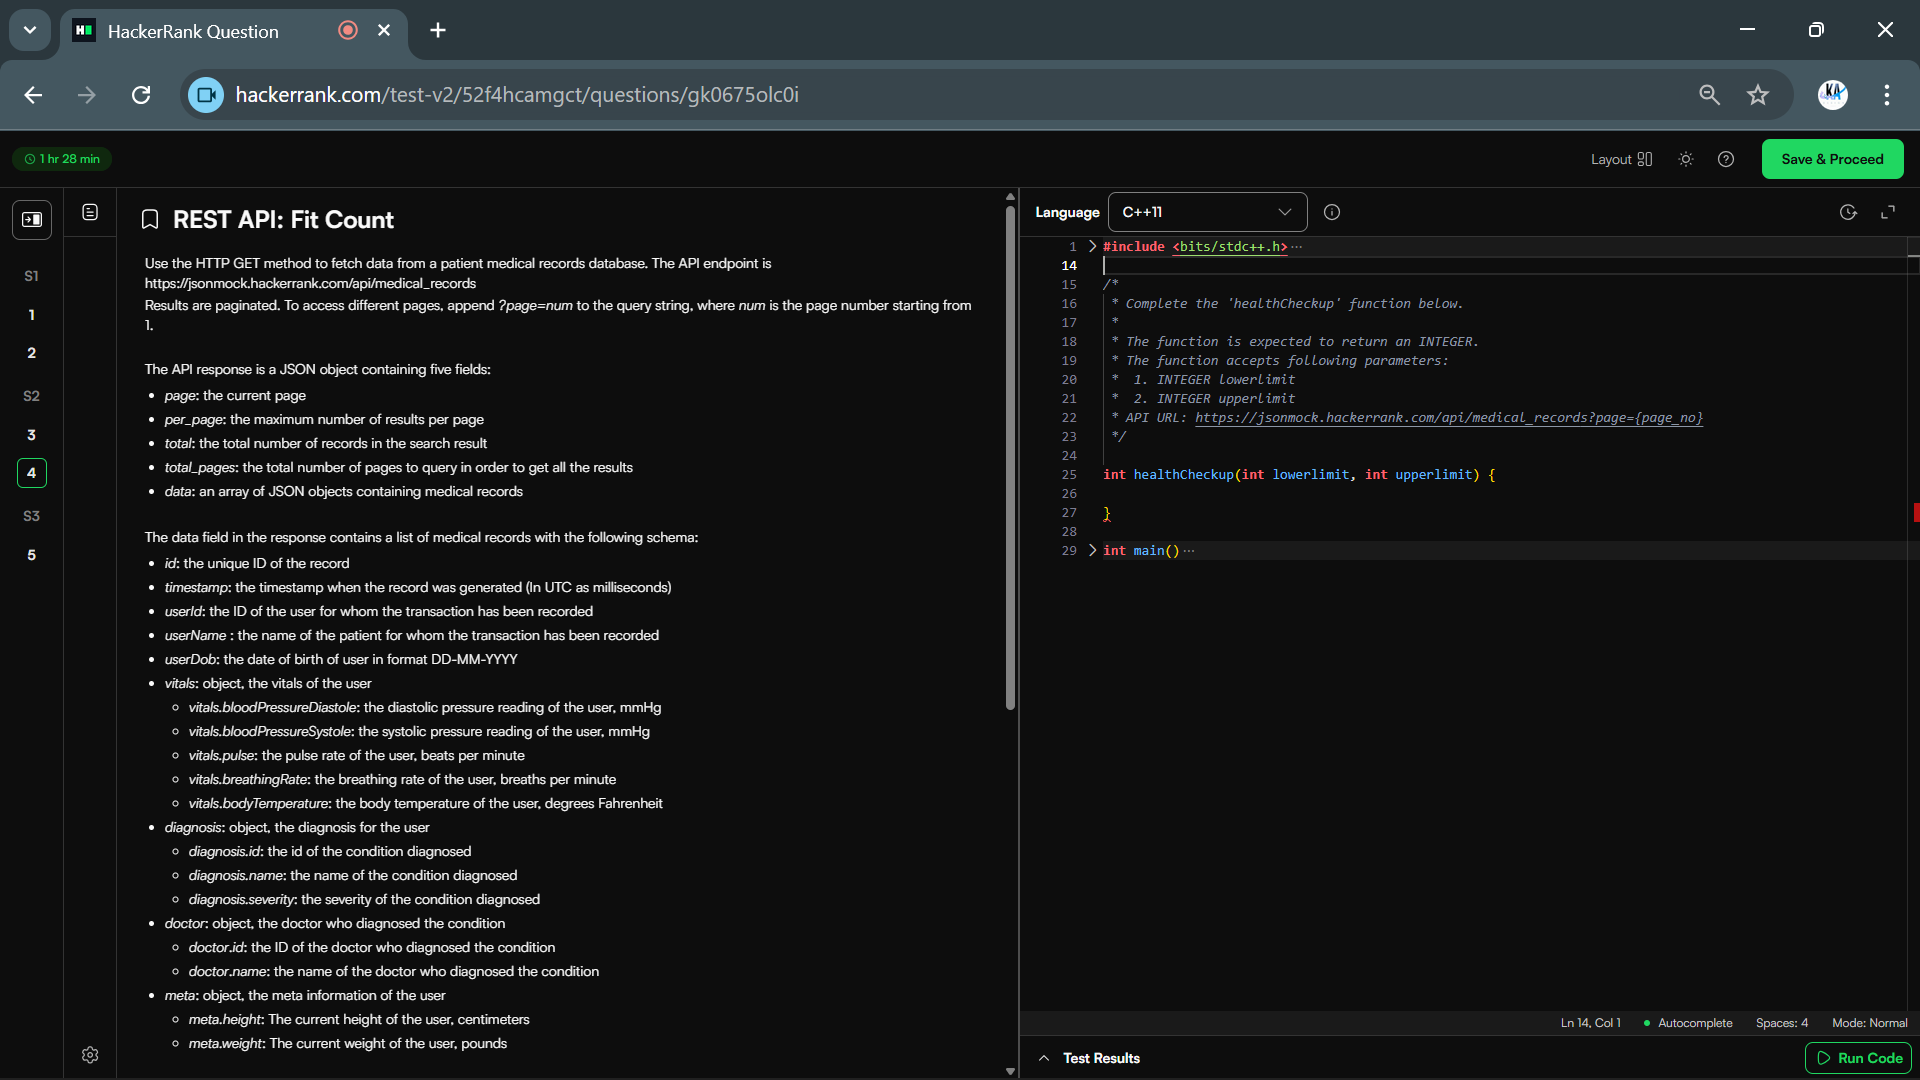 HackerRank Question
hackerrank.com/test-v2/52f4hcamgct/questions/gk0675olc0i
KA
1 hr 28 min
Layout
Save & Proceed
S1
1
2
S2
3
4
S3
5
REST API: Fit Count
Use the HTTP GET method to fetch data from a patient medical records database. The API endpoint is
https://jsonmock.hackerrank.com/api/medical_records
Results are paginated. To access different pages, append ?page=num to the query string, where num is the page number starting from
1.
The API response is a JSON object containing five fields:
• page: the current page
• per_page: the maximum number of results per page
• total: the total number of records in the search result
• total_pages: the total number of pages to query in order to get all the results
• data: an array of JSON objects containing medical records
The data field in the response contains a list of medical records with the following schema:
• id: the unique ID of the record
• timestamp: the timestamp when the record was generated (In UTC as milliseconds)
• userId: the ID of the user for whom the transaction has been recorded
• userName : the name of the patient for whom the transaction has been recorded
• userDob: the date of birth of user in format DD-MM-YYYY
• vitals: object, the vitals of the user
◦ vitals.bloodPressureDiastole: the diastolic pressure reading of the user, mmHg
◦ vitals.bloodPressureSystole: the systolic pressure reading of the user, mmHg
◦ vitals.pulse: the pulse rate of the user, beats per minute
◦ vitals.breathingRate: the breathing rate of the user, breaths per minute
◦ vitals.bodyTemperature: the body temperature of the user, degrees Fahrenheit
• diagnosis: object, the diagnosis for the user
◦ diagnosis.id: the id of the condition diagnosed
◦ diagnosis.name: the name of the condition diagnosed
◦ diagnosis.severity: the severity of the condition diagnosed
• doctor: object, the doctor who diagnosed the condition
◦ doctor.id: the ID of the doctor who diagnosed the condition
◦ doctor.name: the name of the doctor who diagnosed the condition
• meta: object, the meta information of the user
◦ meta.height: The current height of the user, centimeters
◦ meta.weight: The current weight of the user, pounds
Language C++11
1 #include <bits/stdc++.h>···
14
15 /*
16 * Complete the 'healthCheckup' function below.
17 *
18 * The function is expected to return an INTEGER.
19 * The function accepts following parameters:
20 * 1. INTEGER lowerlimit
21 * 2. INTEGER upperlimit
22 * API URL: https://jsonmock.hackerrank.com/api/medical_records?page={page_no}
23 */
24
25 int healthCheckup(int lowerlimit, int upperlimit) {
26
27 }
28
29 int main()···
Ln 14, Col 1 Autocomplete Spaces: 4 Mode: Normal
Test Results
Run Code